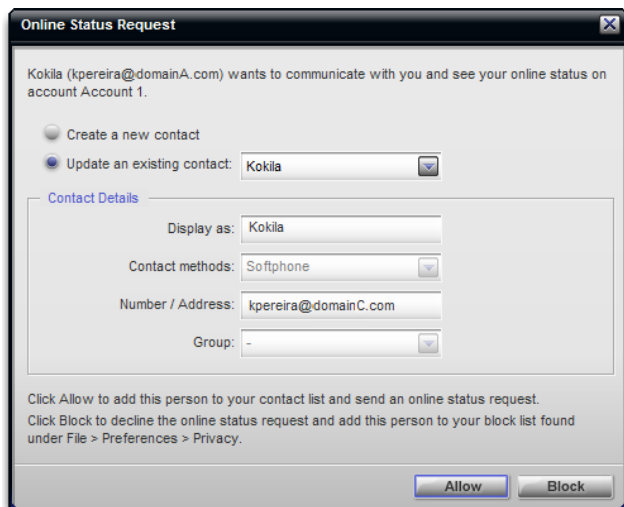 Online Status Request
Kokila (kpereira@domainA.com) wants to communicate with you and see your online status on
account Account 1.
Create a new contact
Update an existing contact: Kokila
Contact Details
Display as: Kokila
Contact methods: Softphone
Number / Address: kpereira@domainC.com
Group: -
Click Allow to add this person to your contact list and send an online status request.
Click Block to decline the online status request and add this person to your block list found
under File > Preferences > Privacy.
Allow Block